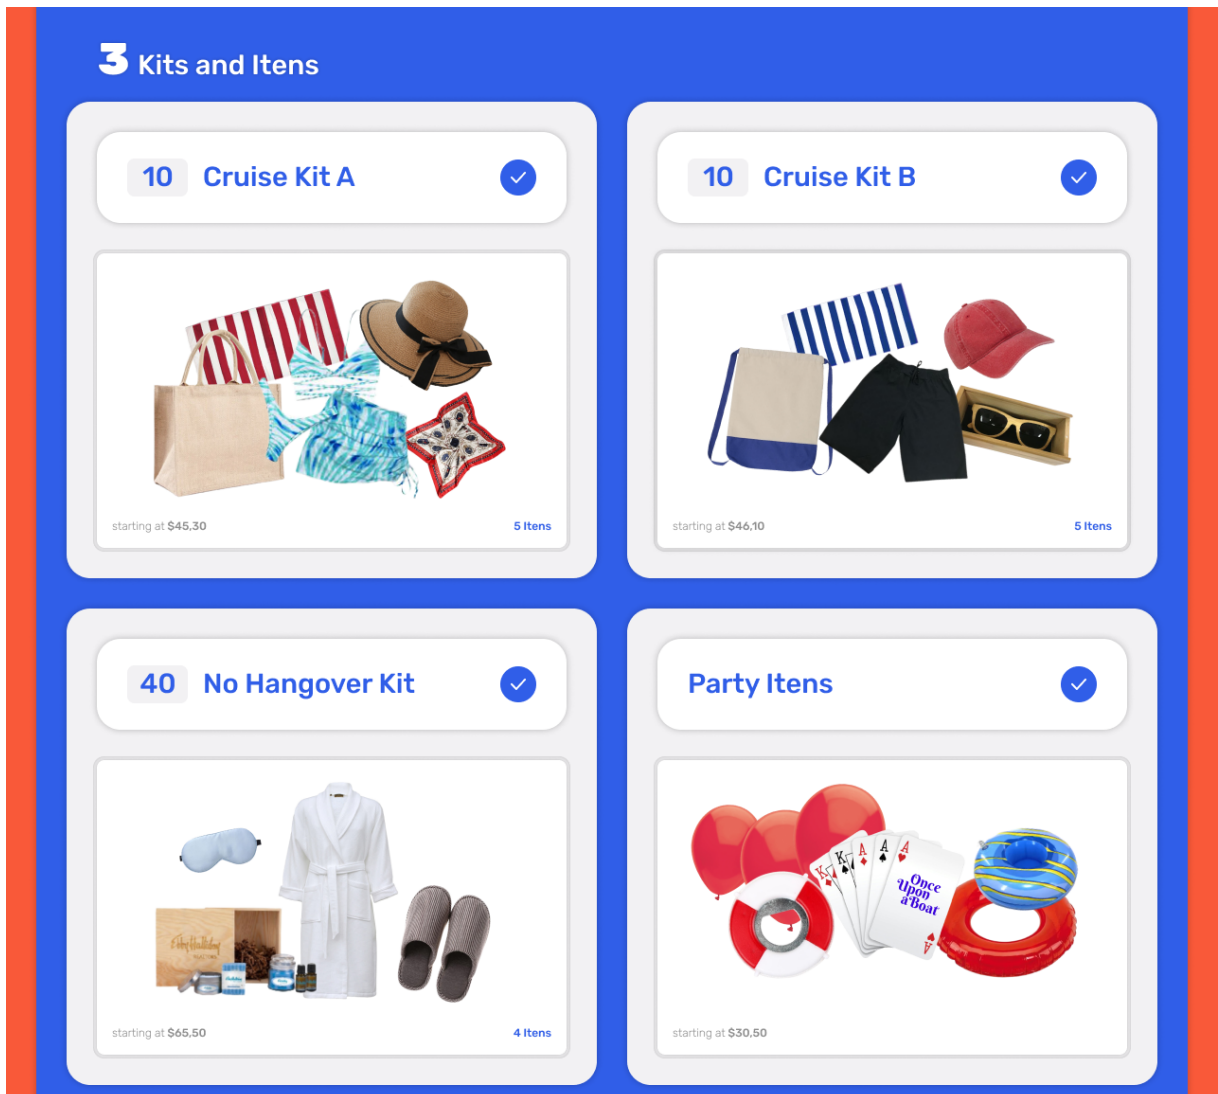 3 Kits and Itens
10 Cruise Kit A
10 Cruise Kit B
starting at $45,30
5 Itens
starting at $46,10
5 Itens
40 No Hangover Kit
Party Itens
K K A A A
Once
Upon
a Boat
A
starting at $65,50
4 Itens
starting at $30,50